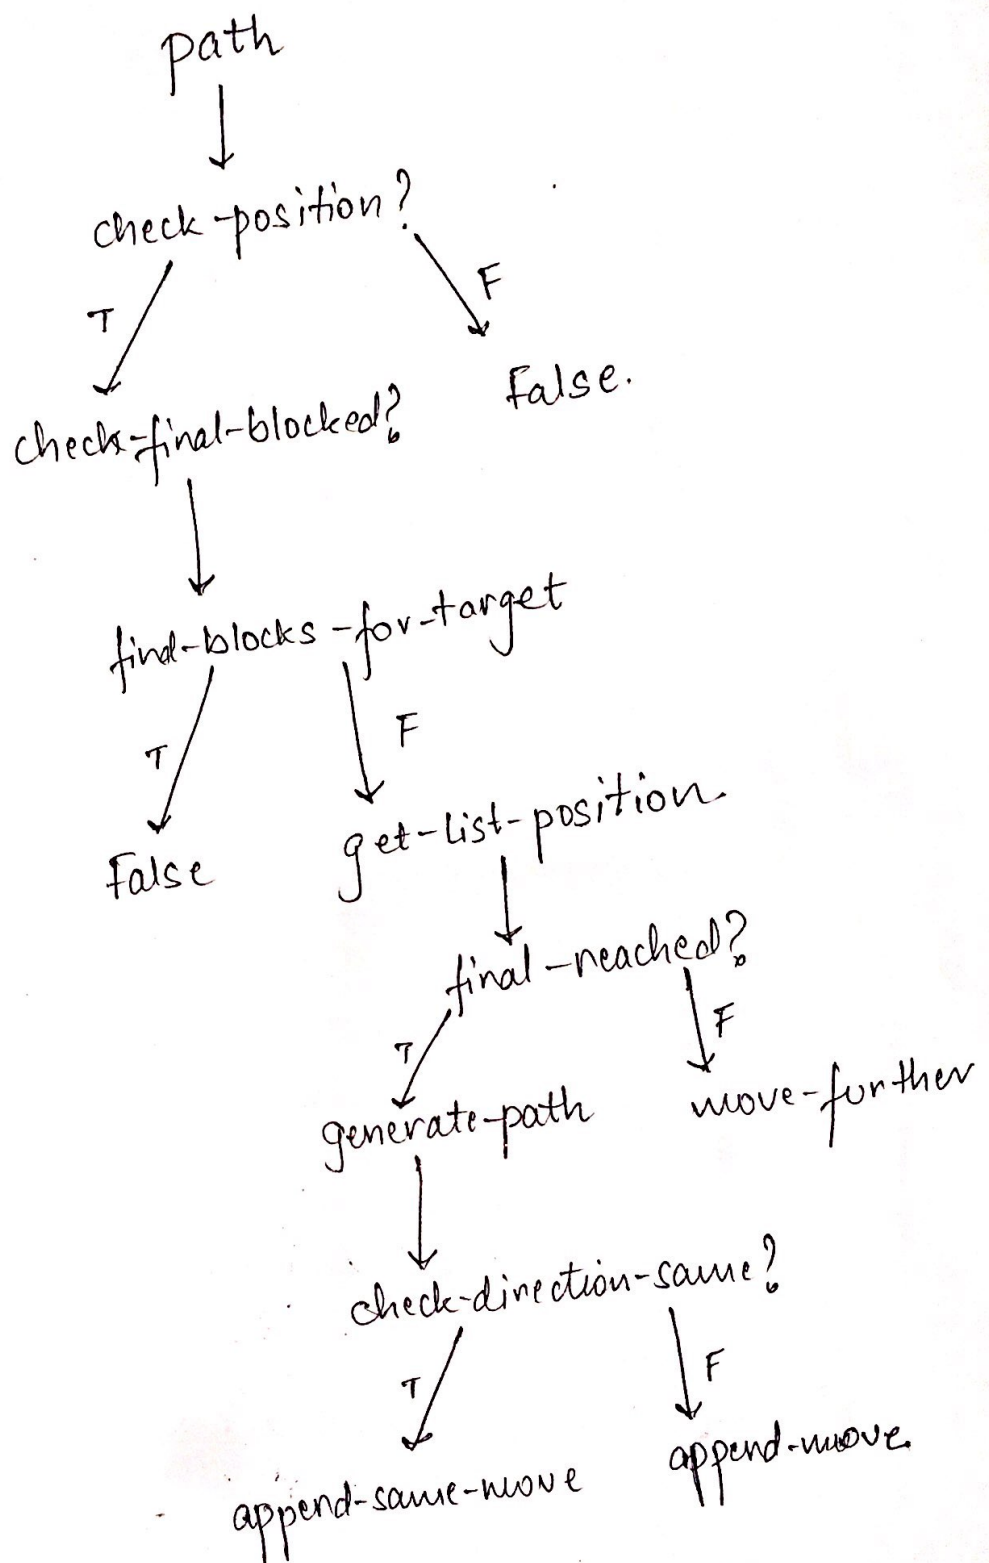 path
check-position?
T
F
False.
check-final-blocked?
find-blocks-for-target
T
F
False
get-list-position.
final-reached?
T
F
generate-path
move-further
check-direction-same?
T
F
append-same-move
append-move.